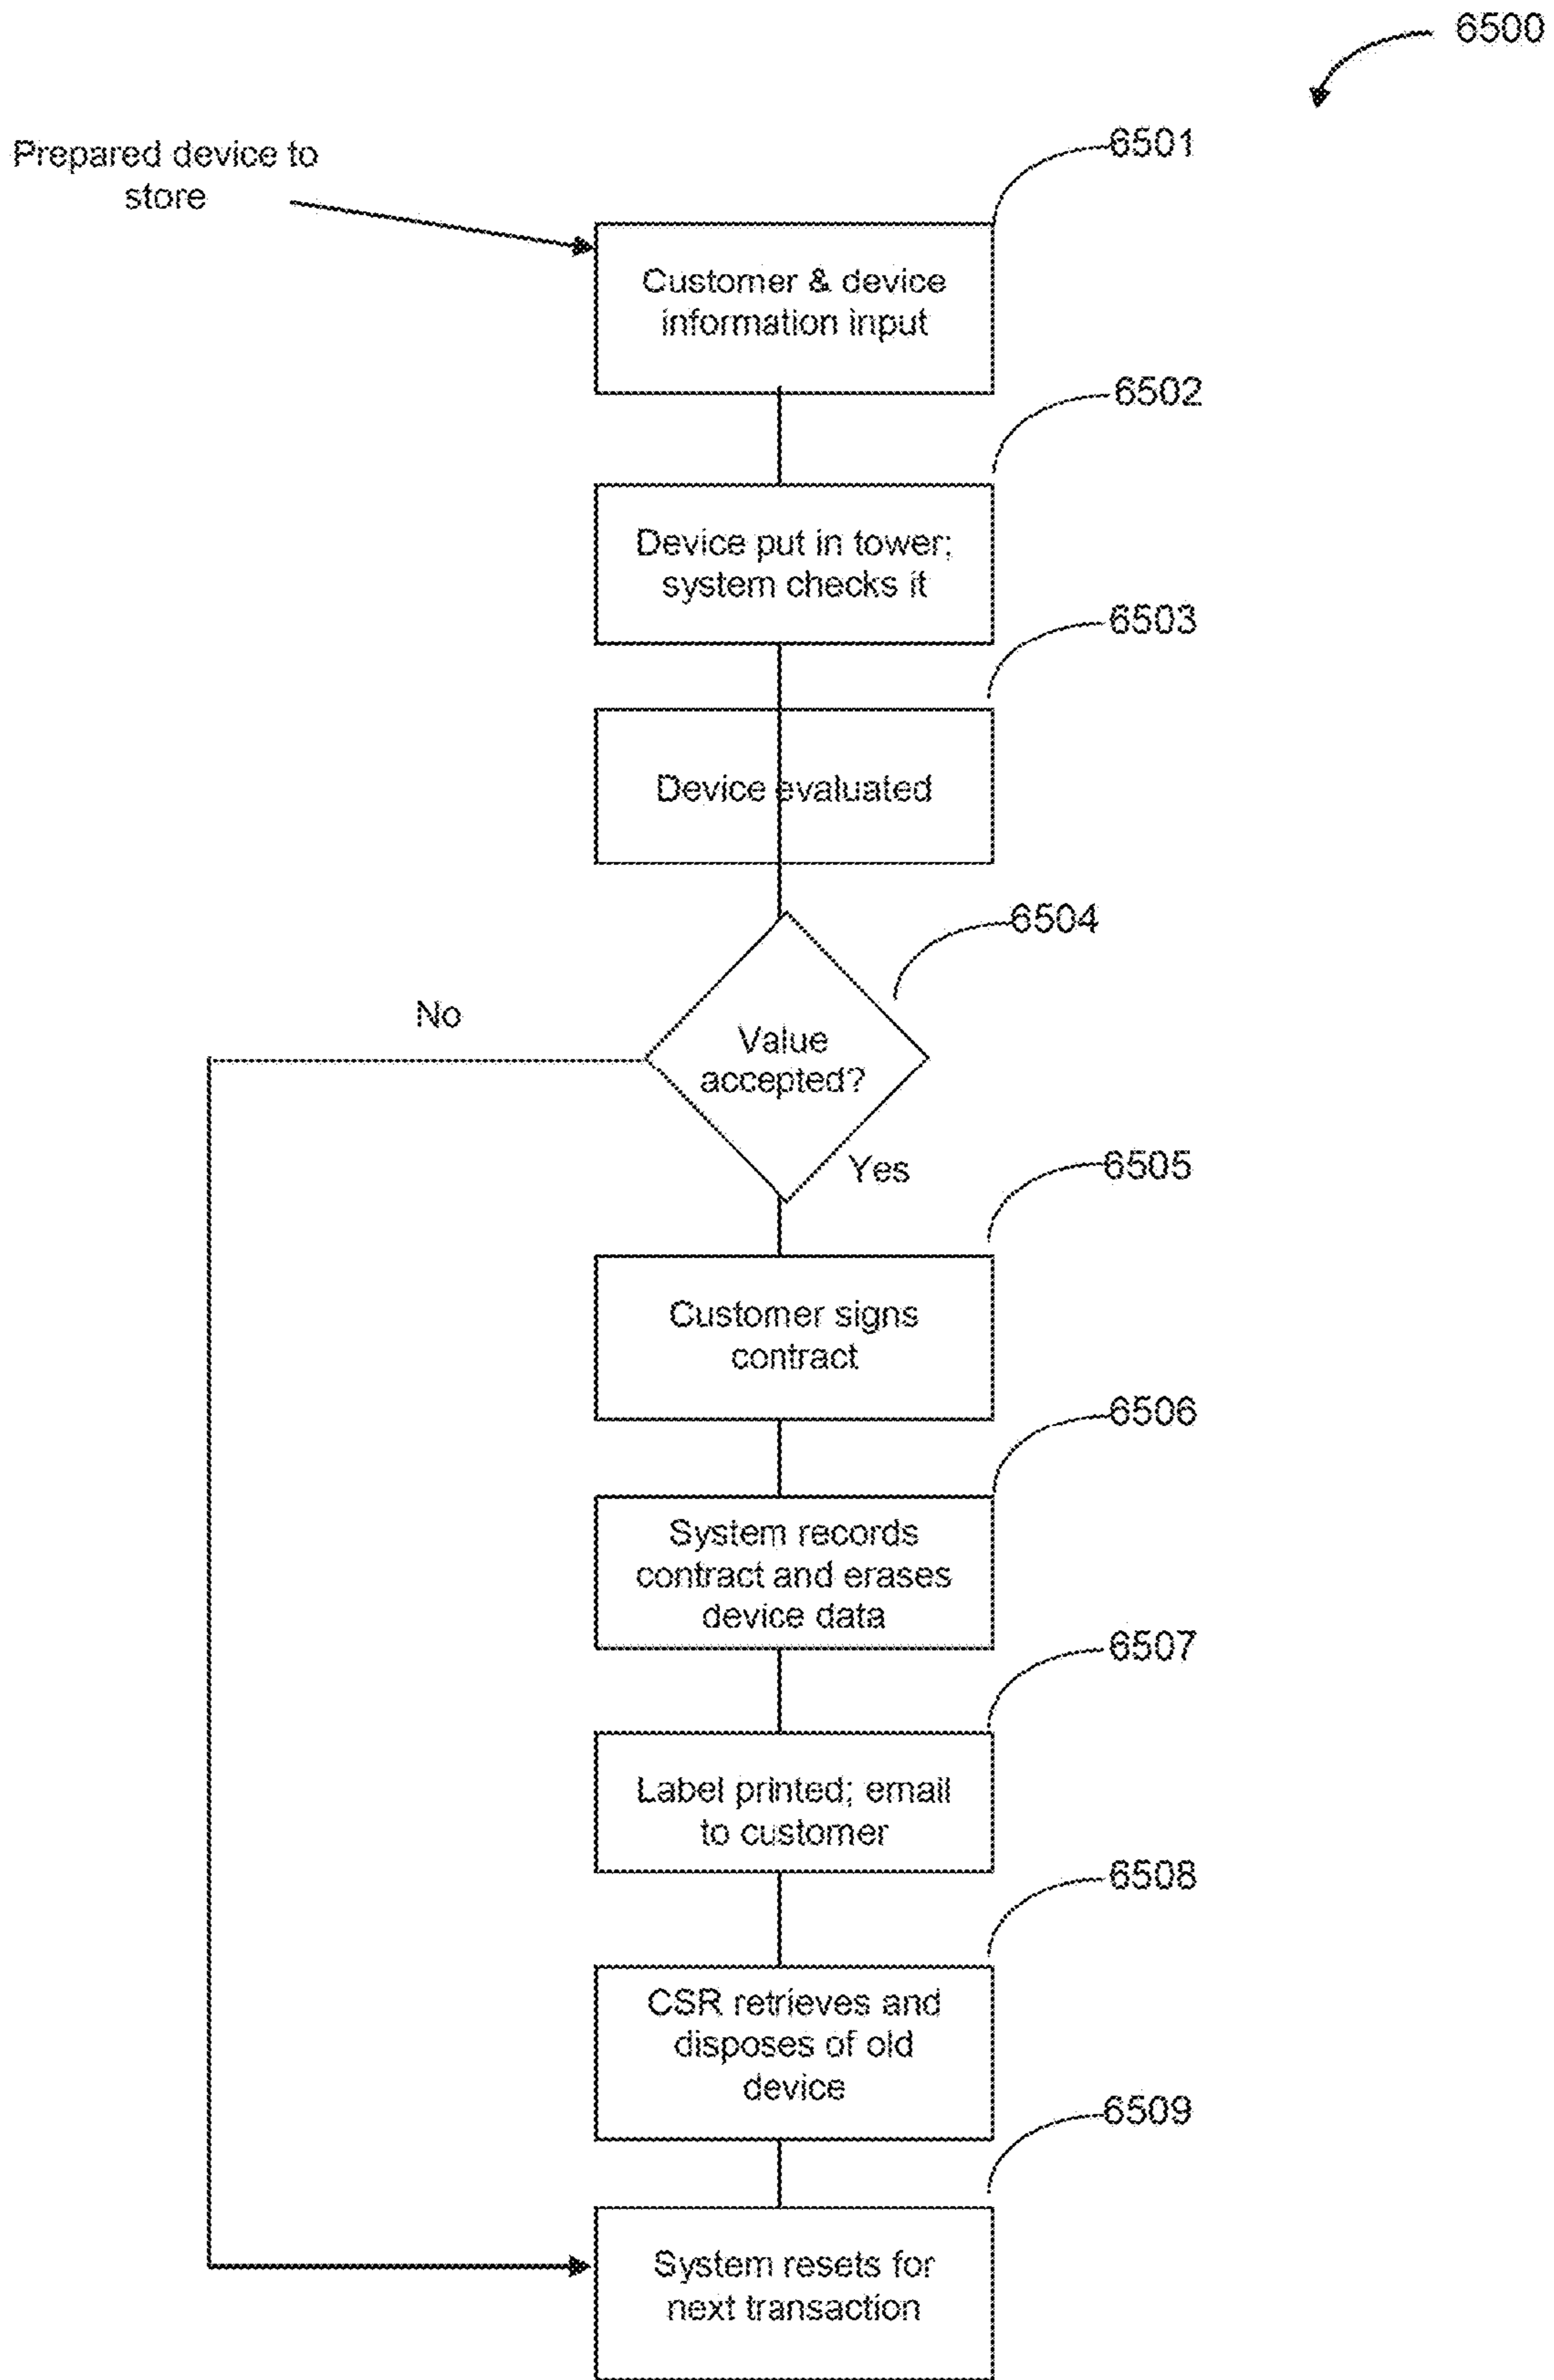 6500
Prepared device to
store
6501
Customer & device
information input
6502
Device put in tower;
system checks it
6503
Device evaluated
6504
No
Value
accepted?
Yes
6505
Customer signs
contract
6506
System records
contract and erases
device data
6507
Label printed; email
to customer
6508
CSR retrieves and
disposes of old
device
6509
System resets for
next transaction